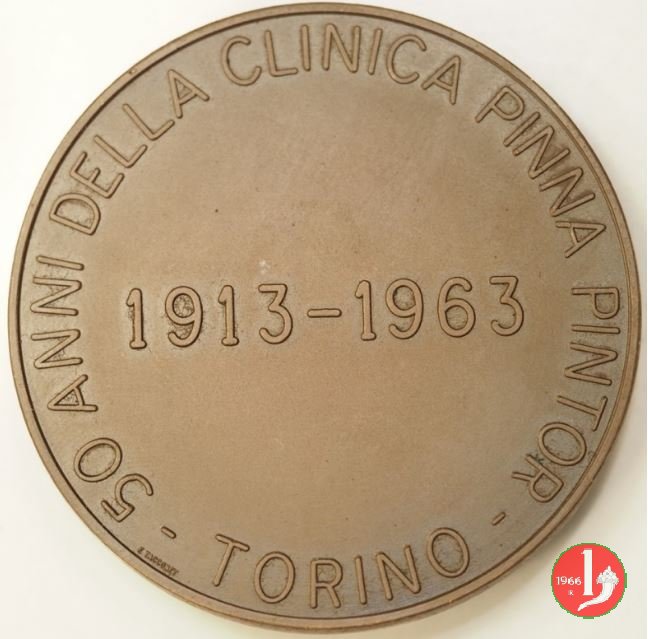 50 ANNI DELLA CLINICA PINNA PINTOR
- TORINO -
1913-1963
1966